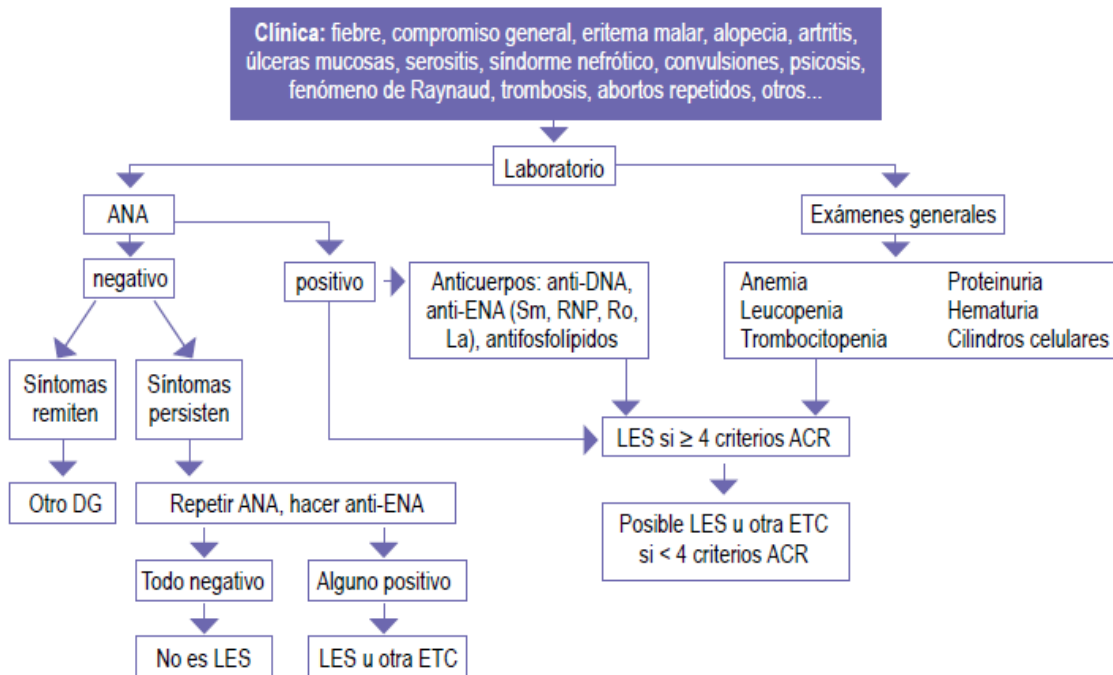 Clínica: fiebre, compromiso general, eritema malar, alopecia, artritis,
úlceras mucosas, serositis, síndorme nefrótico, convulsiones, psicosis,
fenómeno de Raynaud, trombosis, abortos repetidos, otros...
Laboratorio
ANA
Exámenes generales
negativo
positivo
Anticuerpos: anti-DNA,
anti-ENA (Sm, RNP, Ro,
La), antifosfolípidos
Anemia
Leucopenia
Trombocitopenia
Proteinuria
Hematuria
Cilindros celulares
Síntomas
remiten
Síntomas
persisten
LES si ≥ 4 criterios ACR
Otro DG
Repetir ANA, hacer anti-ENA
Posible LES u otra ETC
si < 4 criterios ACR
Todo negativo
Alguno positivo
No es LES
LES u otra ETC